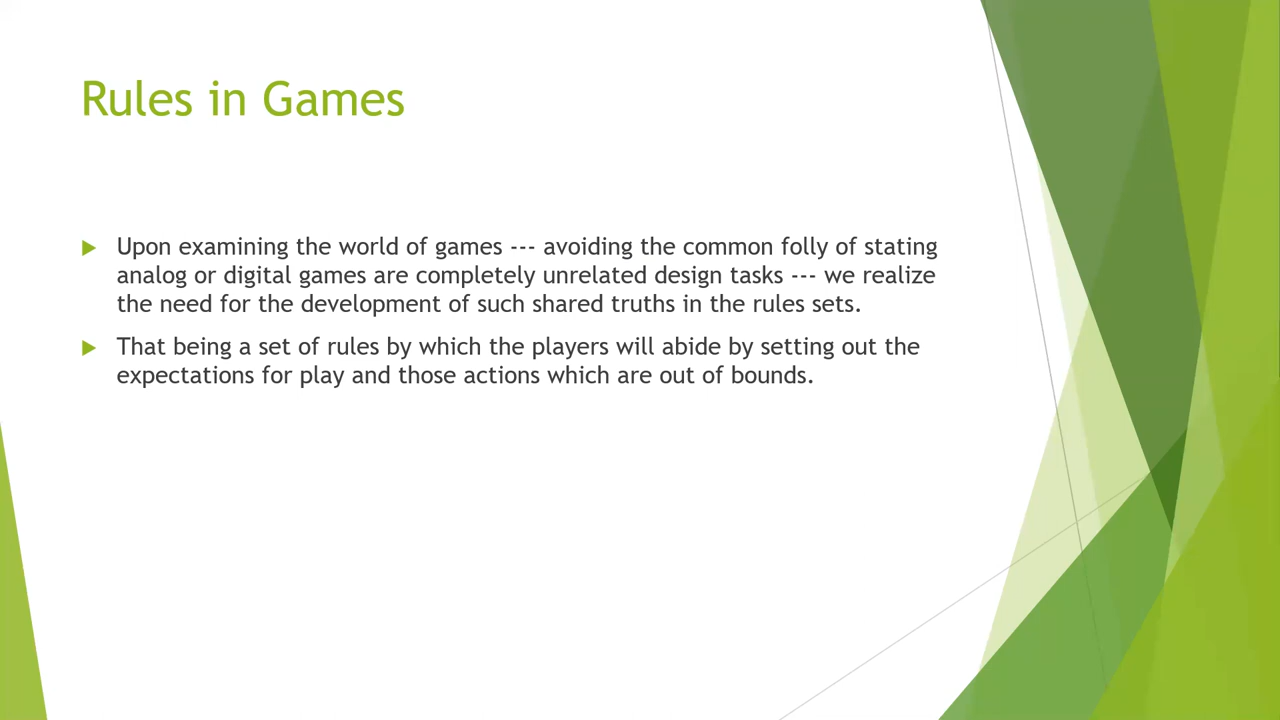 Rules in Games
Upon examining the world of games --- avoiding the common folly of stating
analog or digital games are completely unrelated design tasks --- we realize
the need for the development of such shared truths in the rules sets.
That being a set of rules by which the players will abide by setting out the
expectations for play and those actions which are out of bounds.